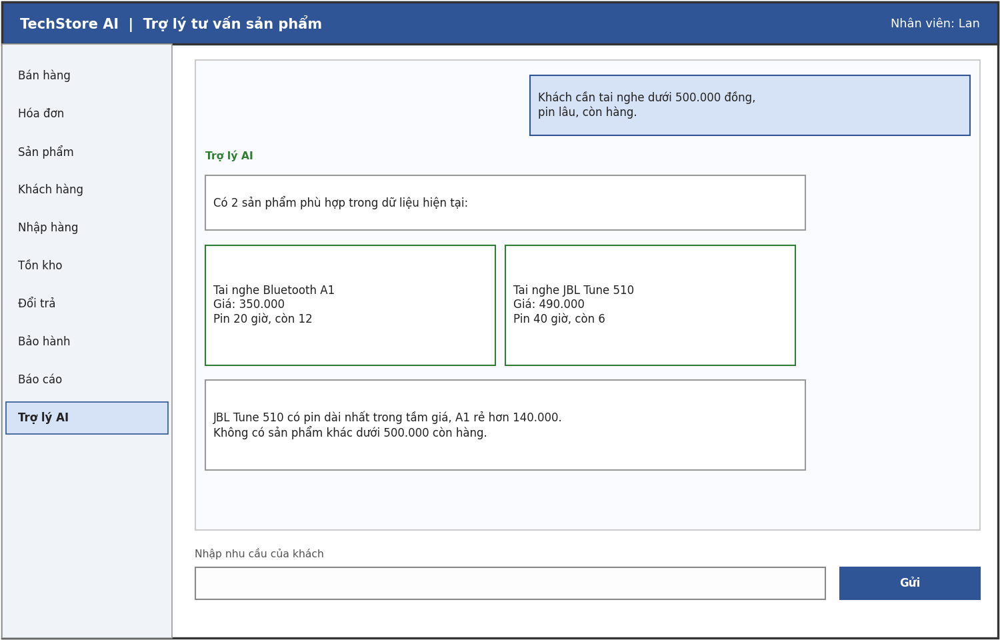 TechStore AI | Trợ lý tư vấn sản phẩm
Nhân viên: Lan
Bán hàng
Hóa đơn
Sản phẩm
Khách hàng
Nhập hàng
Tồn kho
Đổi trả
Bảo hành
Báo cáo
Trợ lý AI
Khách cần tai nghe dưới 500.000 đồng,
pin lâu, còn hàng.
Trợ lý AI
Có 2 sản phẩm phù hợp trong dữ liệu hiện tại:
Tai nghe Bluetooth A1
Giá: 350.000
Pin 20 giờ, còn 12
Tai nghe JBL Tune 510
Giá: 490.000
Pin 40 giờ, còn 6
JBL Tune 510 có pin dài nhất trong tầm giá, A1 rẻ hơn 140.000.
Không có sản phẩm khác dưới 500.000 còn hàng.
Nhập nhu cầu của khách
Gửi